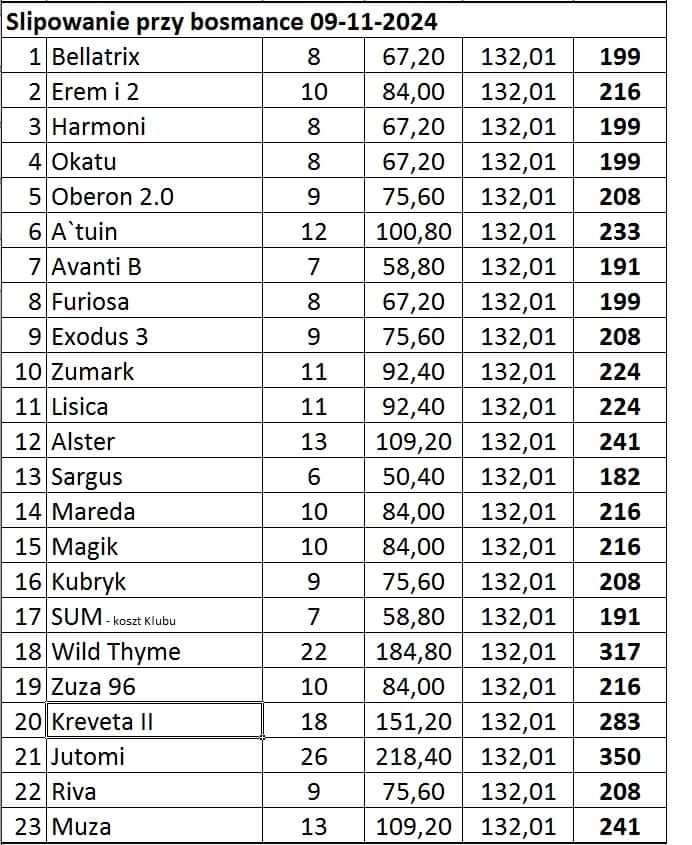 Slipowanie przy bosmance 09-11-2024
1 Bellatrix 8 67,20 132,01 199
2 Erem i 2 10 84,00 132,01 216
3 Harmoni 8 67,20 132,01 199
4 Okatu 8 67,20 132,01 199
5 Oberon 2.0 9 75,60 132,01 208
6 A`tuin 12 100,80 132,01 233
7 Avanti B 7 58,80 132,01 191
8 Furiosa 8 67,20 132,01 199
9 Exodus 3 9 75,60 132,01 208
10 Zumark 11 92,40 132,01 224
11 Lisica 11 92,40 132,01 224
12 Alster 13 109,20 132,01 241
13 Sargus 6 50,40 132,01 182
14 Mareda 10 84,00 132,01 216
15 Magik 10 84,00 132,01 216
16 Kubryk 9 75,60 132,01 208
17 SUM - koszt Klubu 7 58,80 132,01 191
18 Wild Thyme 22 184,80 132,01 317
19 Zuza 96 10 84,00 132,01 216
20 Kreveta II 18 151,20 132,01 283
21 Jutomi 26 218,40 132,01 350
22 Riva 9 75,60 132,01 208
23 Muza 13 109,20 132,01 241